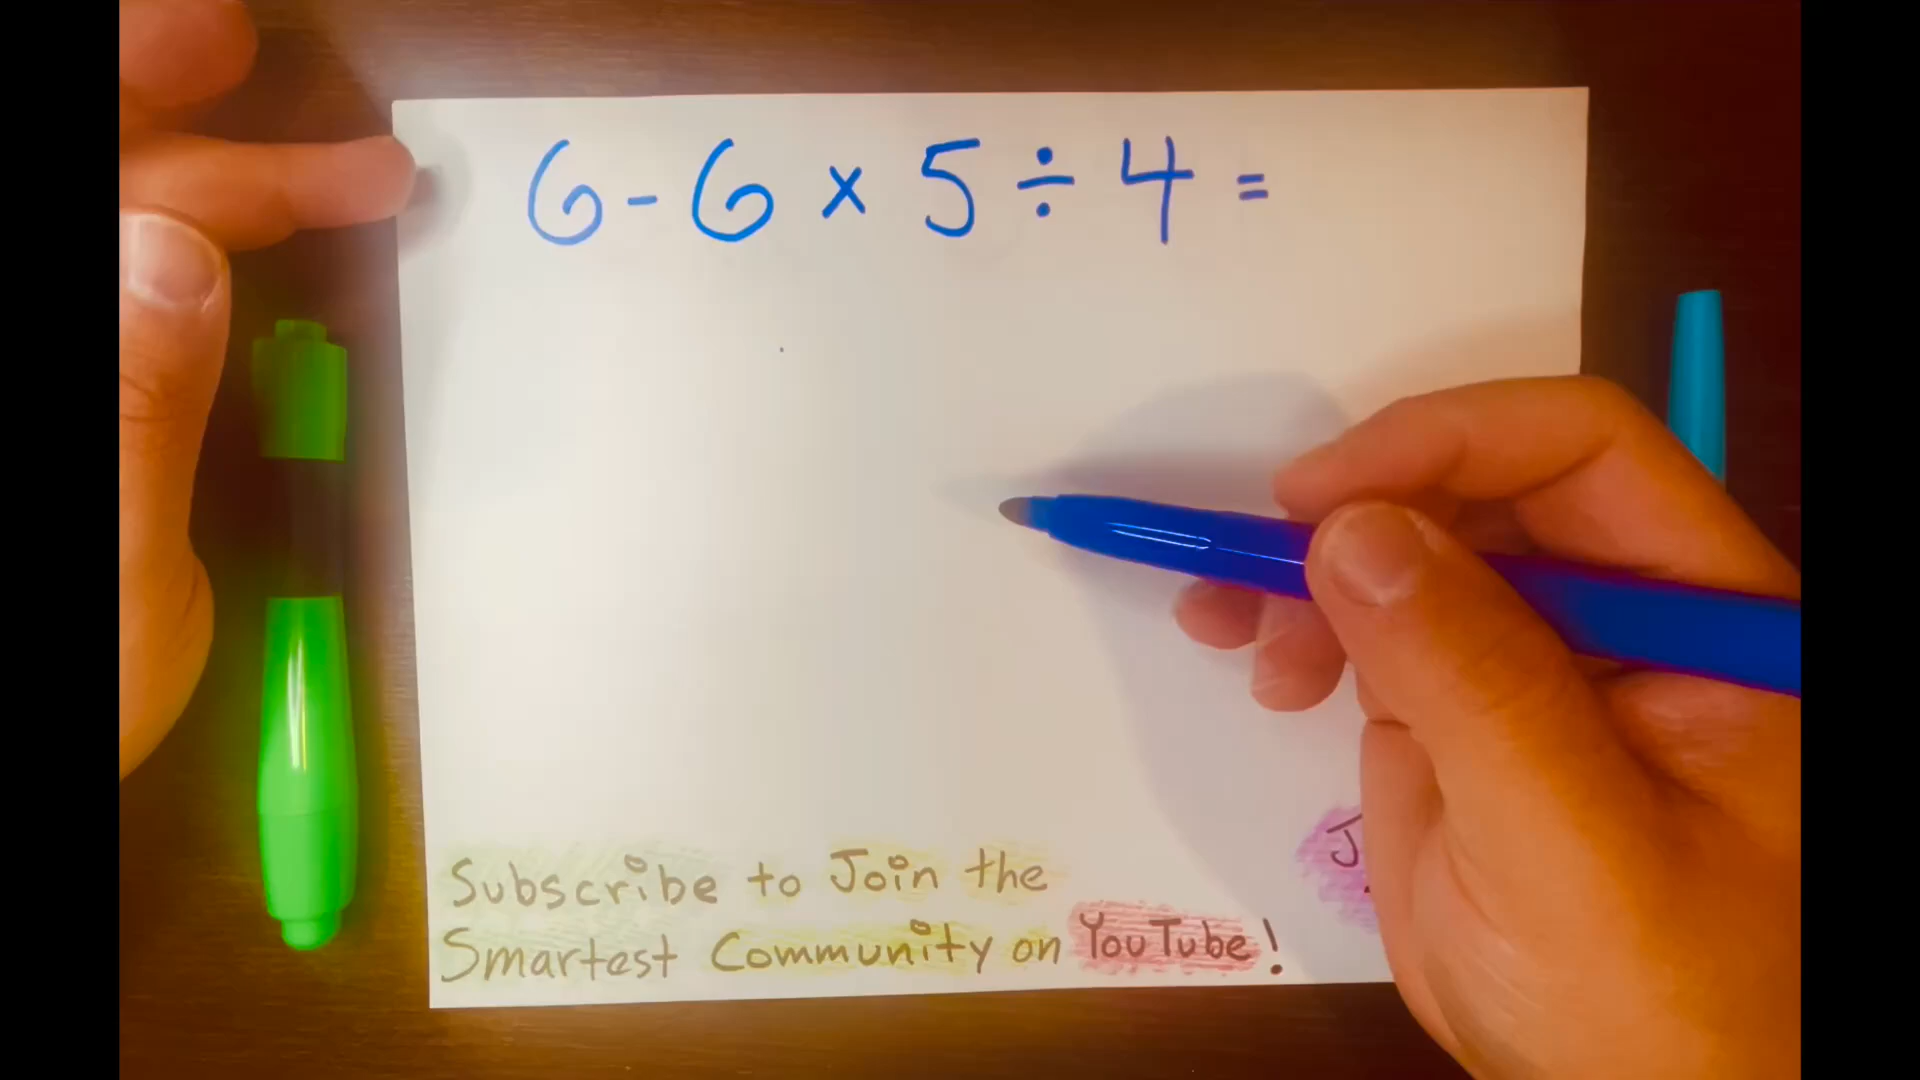 6 - 6 × 5 ÷ 4 =
Subscribe to Join the
Smartest Community on YouTube!